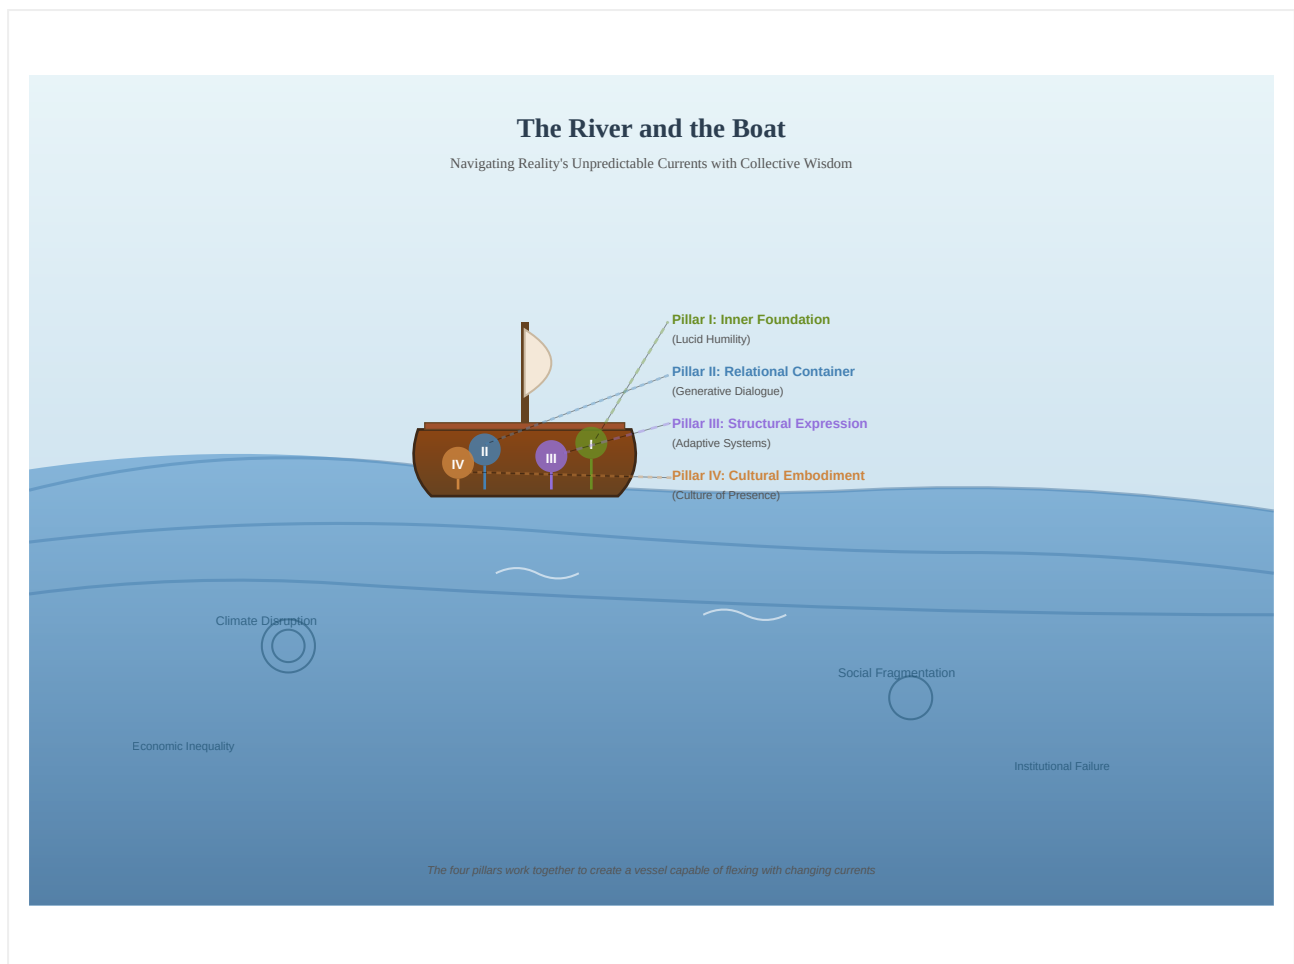 The River and the Boat
Navigating Reality's Unpredictable Currents with Collective Wisdom
Pillar I: Inner Foundation
(Lucid Humility)
Pillar II: Relational Container
(Generative Dialogue)
Pillar III: Structural Expression
(Adaptive Systems)
Pillar IV: Cultural Embodiment
(Culture of Presence)
I
II
III
IV
Climate Disruption
Social Fragmentation
Economic Inequality
Institutional Failure
The four pillars work together to create a vessel capable of flexing with changing currents